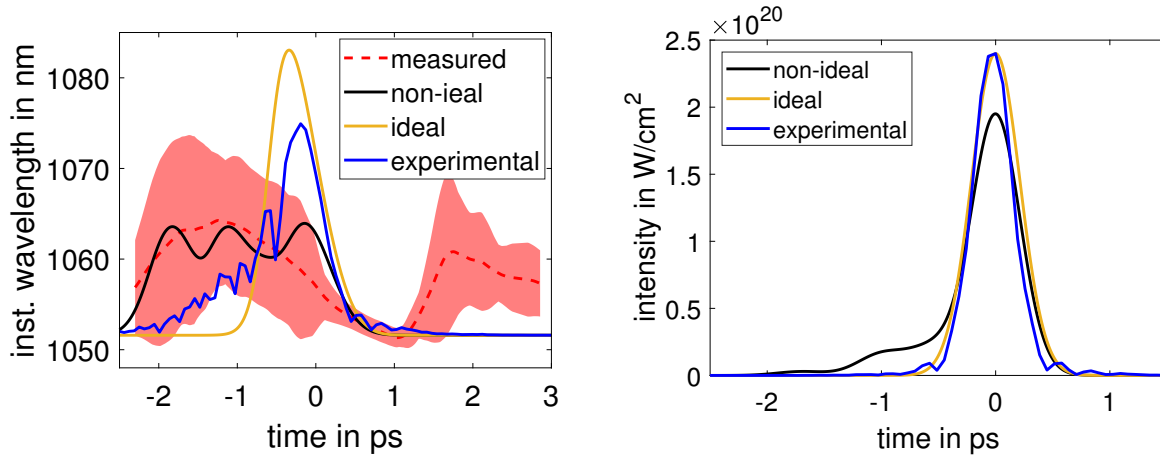 1080
1070
1060
1050
inst. wavelength in nm
-2 -1 0 1 2 3
time in ps
measured
non-ieal
ideal
experimental
×10^20
2.5
2
1.5
1
0.5
0
intensity in W/cm²
-2 -1 0 1
time in ps
non-ideal
ideal
experimental